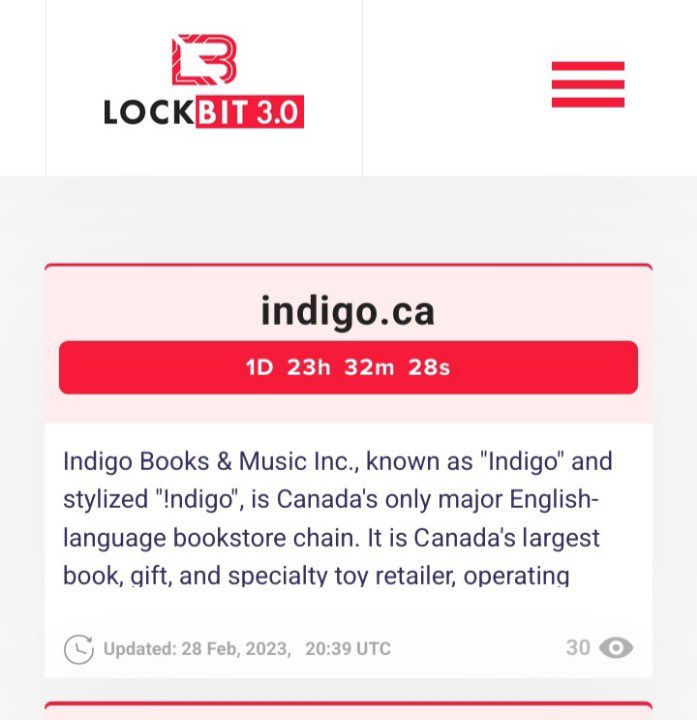 LOCKBIT 3.0
indigo.ca
1D 23h 32m 28s
Indigo Books & Music Inc., known as "Indigo" and
stylized "!ndigo", is Canada's only major English-
language bookstore chain. It is Canada's largest
book, gift, and specialty toy retailer, operating
Updated: 28 Feb, 2023, 20:39 UTC
30